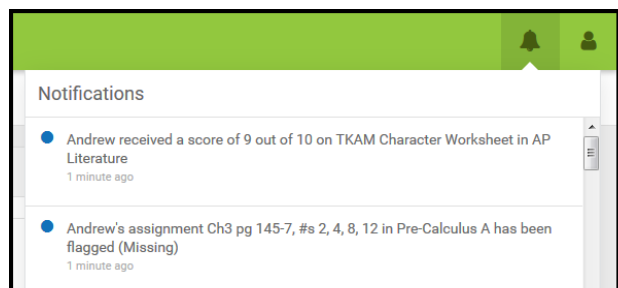 Notifications
Andrew received a score of 9 out of 10 on TKAM Character Worksheet in AP
Literature
1 minute ago
Andrew's assignment Ch3 pg 145-7, #s 2, 4, 8, 12 in Pre-Calculus A has been
flagged (Missing)
1 minute ago